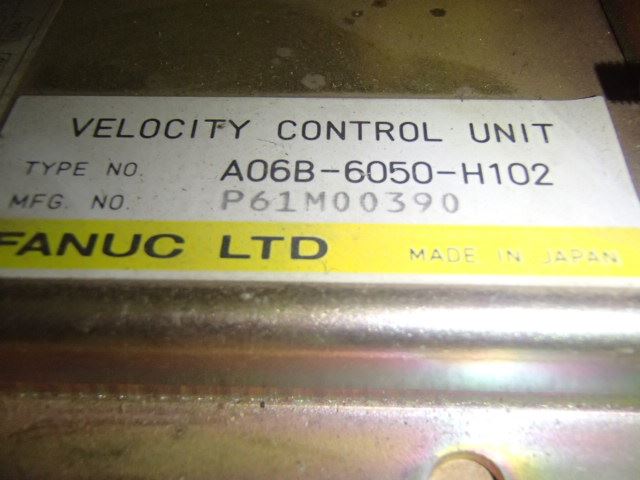 VELOCITY CONTROL UNIT
TYPE NO. A06B-6050-H102
MFG. NO. P61M00390
FANUC LTD MADE IN JAPAN